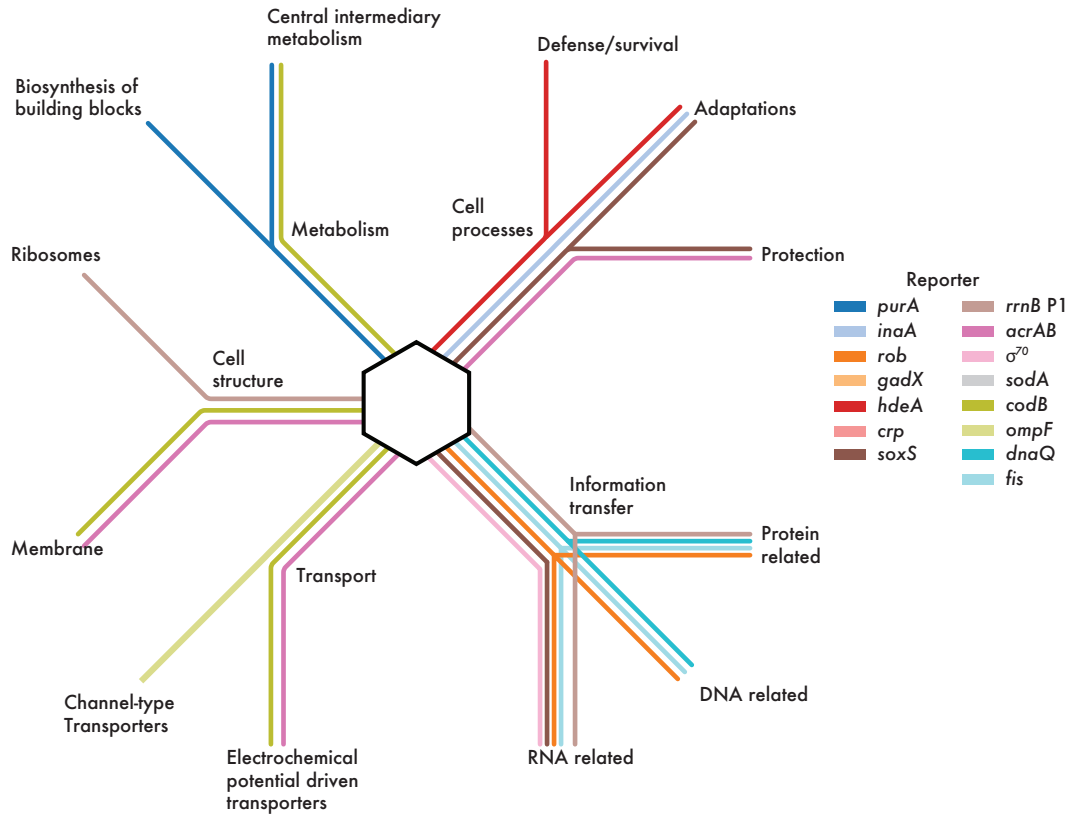 Central intermediary
metabolism
Defense/survival
Biosynthesis of
building blocks
Adaptations
Cell
processes
Metabolism
Ribosomes
Protection
Reporter
purA
inaA
rob
gadX
hdeA
crp
soxS
rrnB P1
acrAB
σ⁷⁰
sodA
codB
ompF
dnaQ
fis
Cell
structure
Information
transfer
Membrane
Protein
related
Transport
DNA related
Channel-type
Transporters
Electrochemical
potential driven
transporters
RNA related